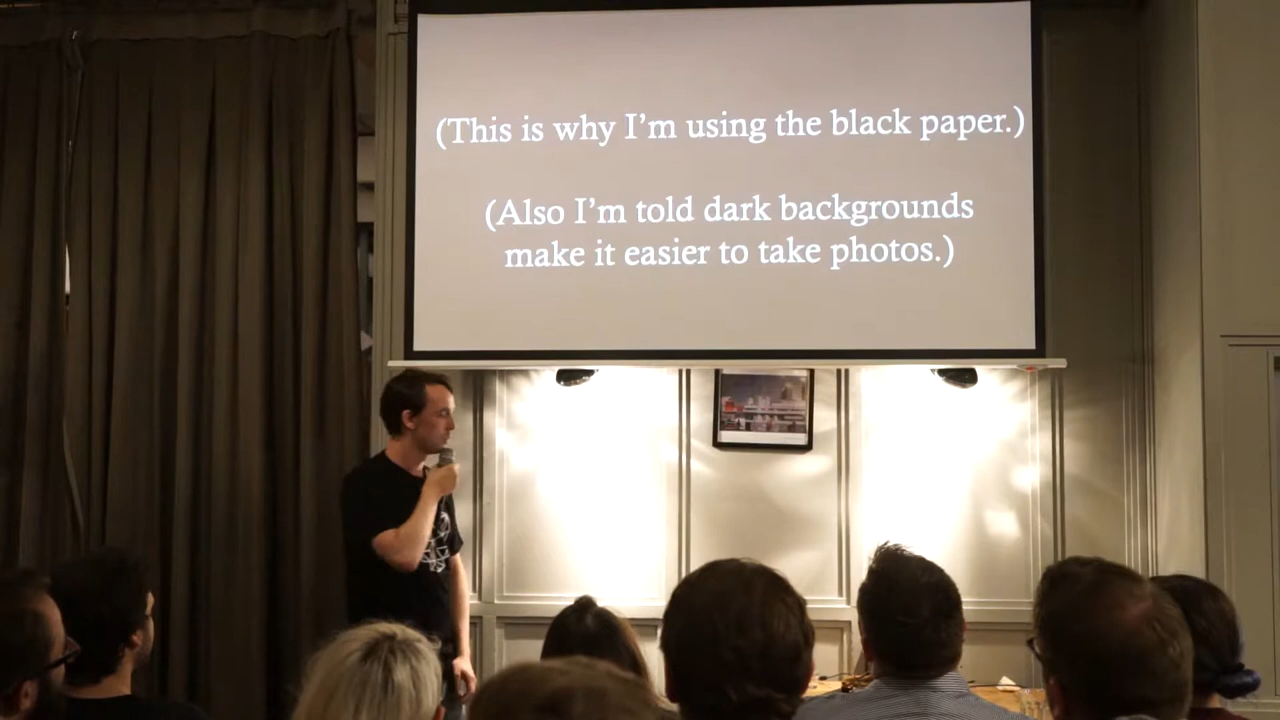 (This is why I'm using the black paper.)
(Also I'm told dark backgrounds
make it easier to take photos.)